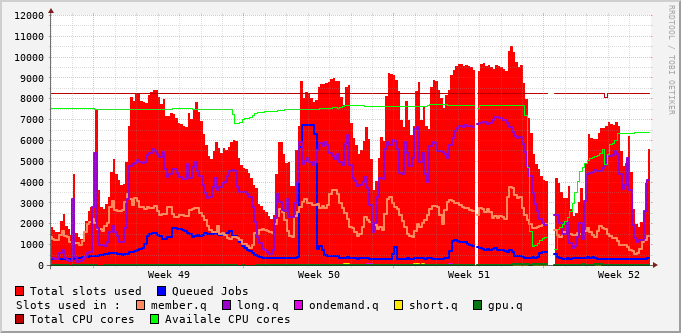 12000
11000
10000
9000
8000
7000
6000
5000
4000
3000
2000
1000
0
Week 49 Week 50 Week 51 Week 52
Total slots used Queued Jobs
Slots used in : member.q long.q ondemand.q short.q gpu.q
Total CPU cores Availale CPU cores
RRDTOOL / TOBI OETIKER